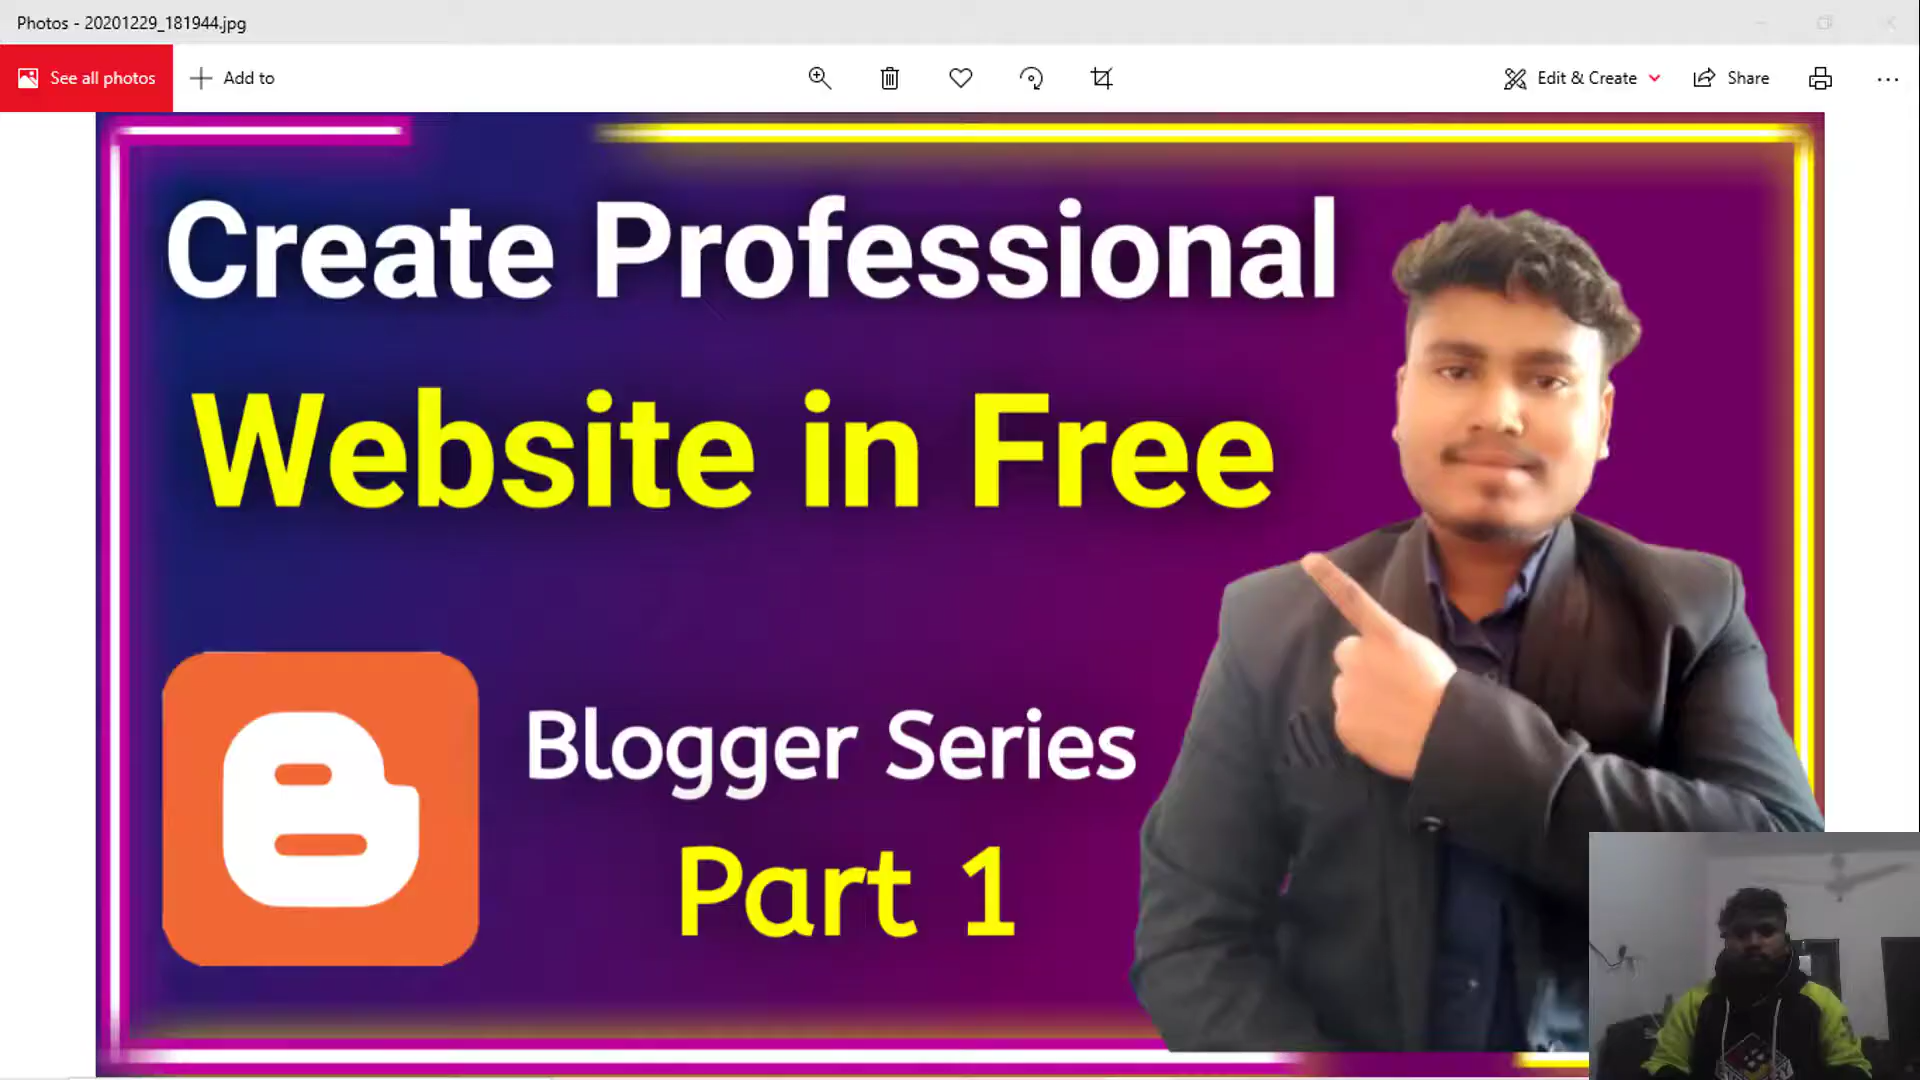 Photos - 20201229_181944.jpg
See all photos
Add to
Edit & Create
Share
Create Professional
Website in Free
Blogger Series
Part 1